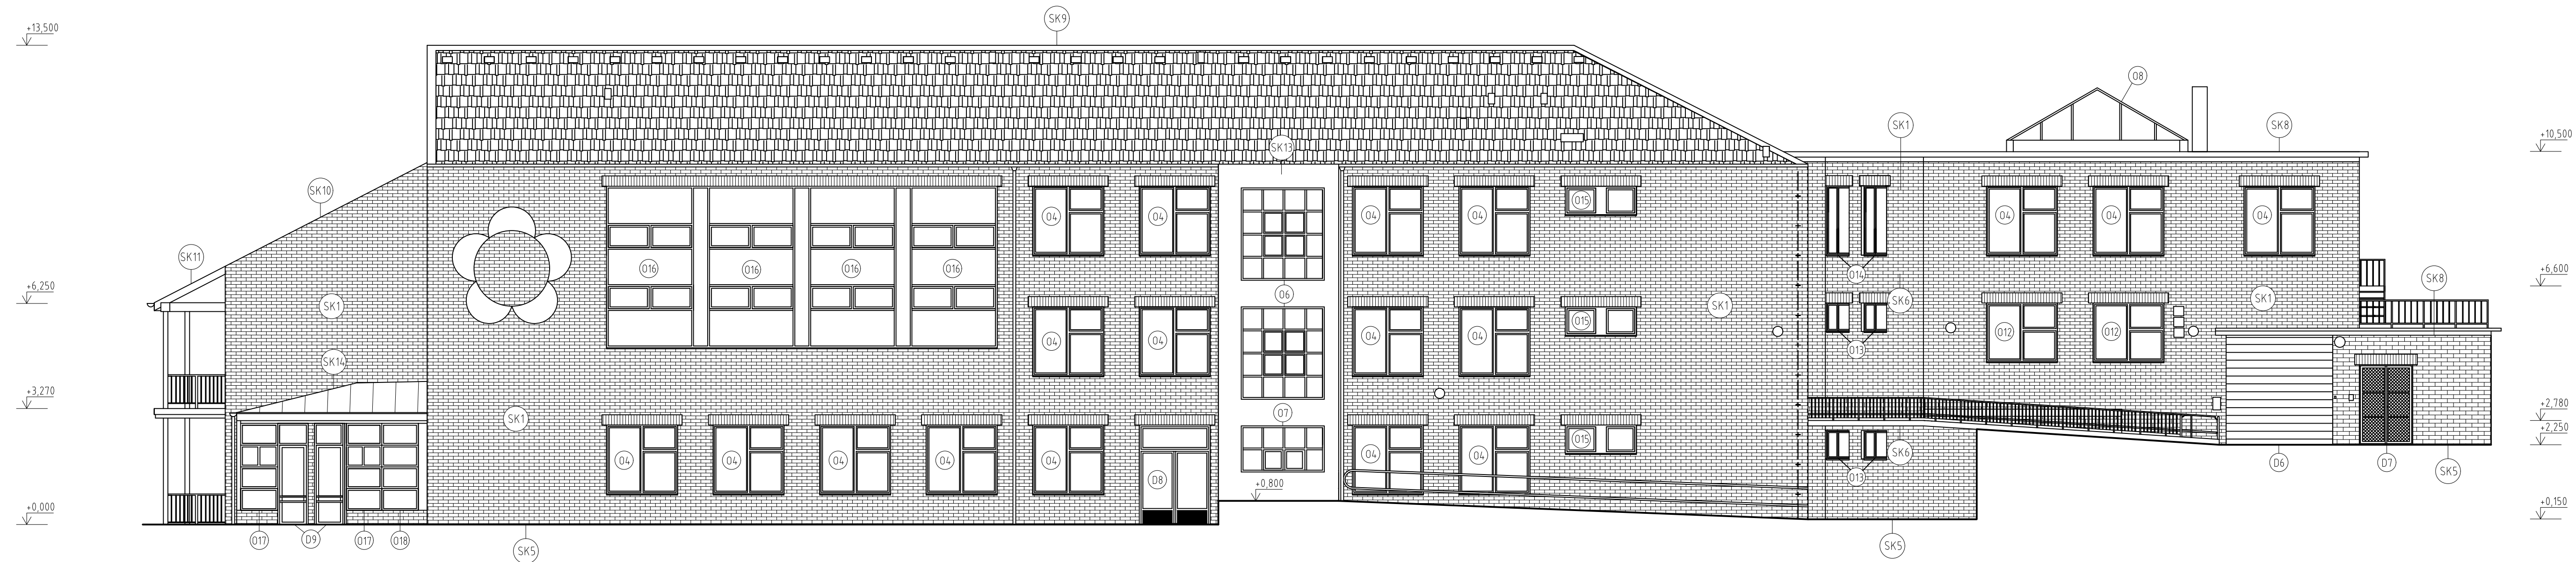 SK9
+13,500
O8
SK1
SK8
+10,500
SK13
SK10
O4
O4
O4
O4
O15
O4
O4
O4
SK11
O16
O16
O16
O16
O14
+6,250
+6,600
SK8
O6
SK1
SK1
SK6
SK1
O4
O4
O4
O4
O15
O13
O12
O12
SK14
+3,270
+2,780
+2,250
SK1
O7
O4
O4
O4
O4
O4
D8
O4
O4
O15
SK6
O13
D6
D7
SK5
+0,800
+0,000
+0,150
O17
D9
O17
O18
SK5
SK5